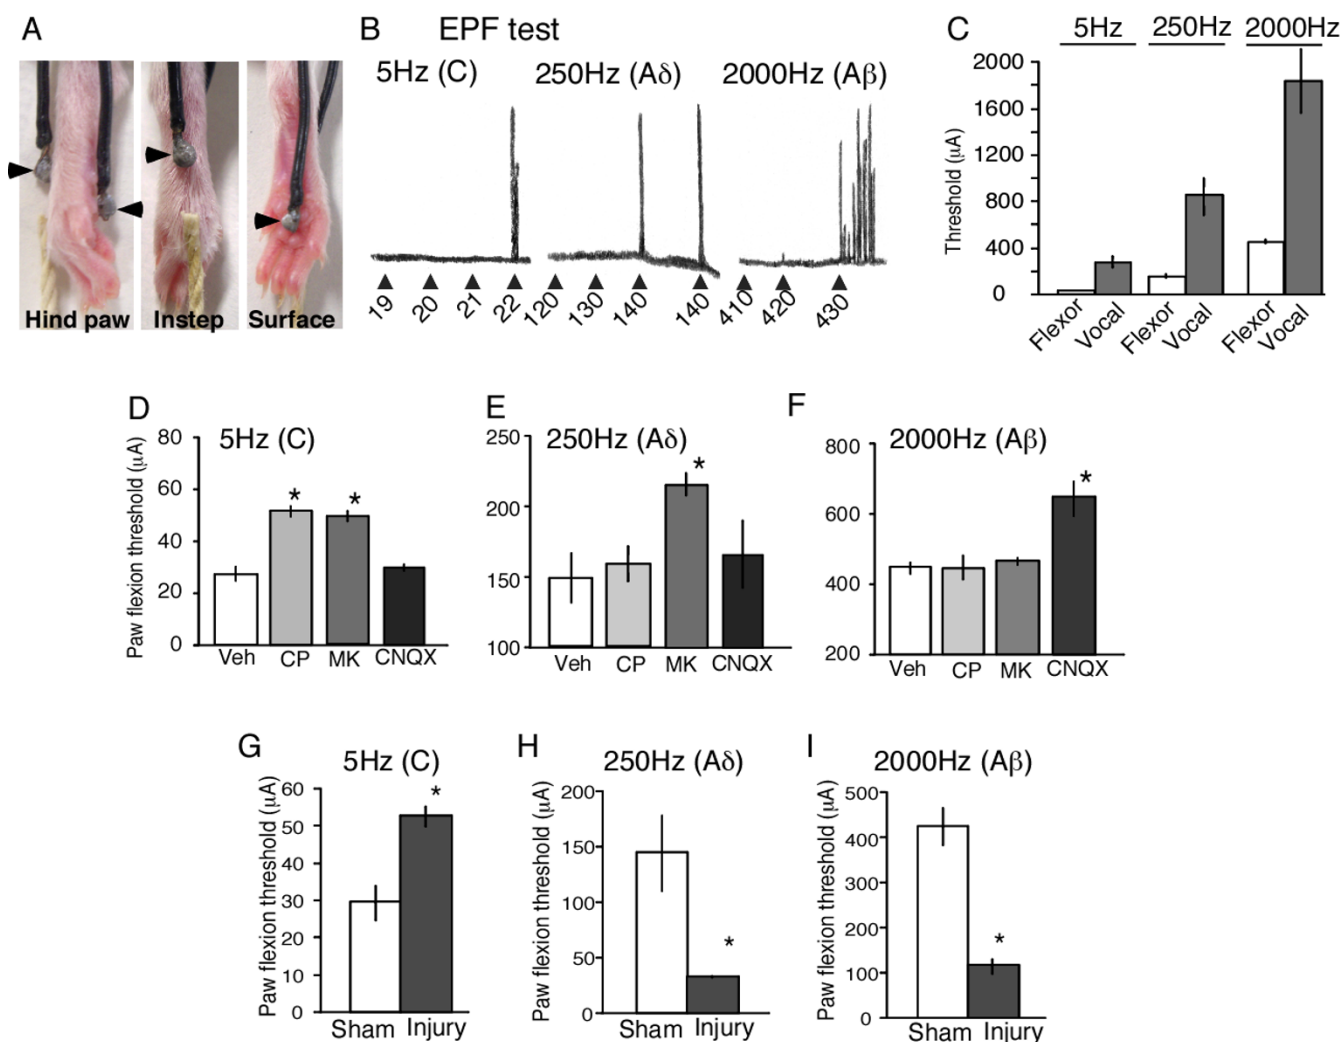 A
Hind paw
Instep
Surface
B
EPF test
5Hz (C)
250Hz (Aδ)
2000Hz (Aβ)
19 20 21 22 120 130 140 140 410 420 430
C
5Hz 250Hz 2000Hz
Threshold (µA)
2000
1600
1200
800
400
0
Flexor Vocal Flexor Vocal Flexor Vocal
D
5Hz (C)
Paw flexion threshold (µA)
80
60
40
20
0
* *
Veh CP MK CNQX
E
250Hz (Aδ)
250
200
150
100
*
Veh CP MK CNQX
F
2000Hz (Aβ)
800
600
400
200
*
Veh CP MK CNQX
G
5Hz (C)
Paw flexion threshold (µA)
60
50
40
30
20
10
0
*
Sham Injury
H
250Hz (Aδ)
Paw flexion threshold (µA)
200
150
100
50
0
*
Sham Injury
I
2000Hz (Aβ)
Paw flexion threshold (µA)
500
400
300
200
100
0
*
Sham Injury